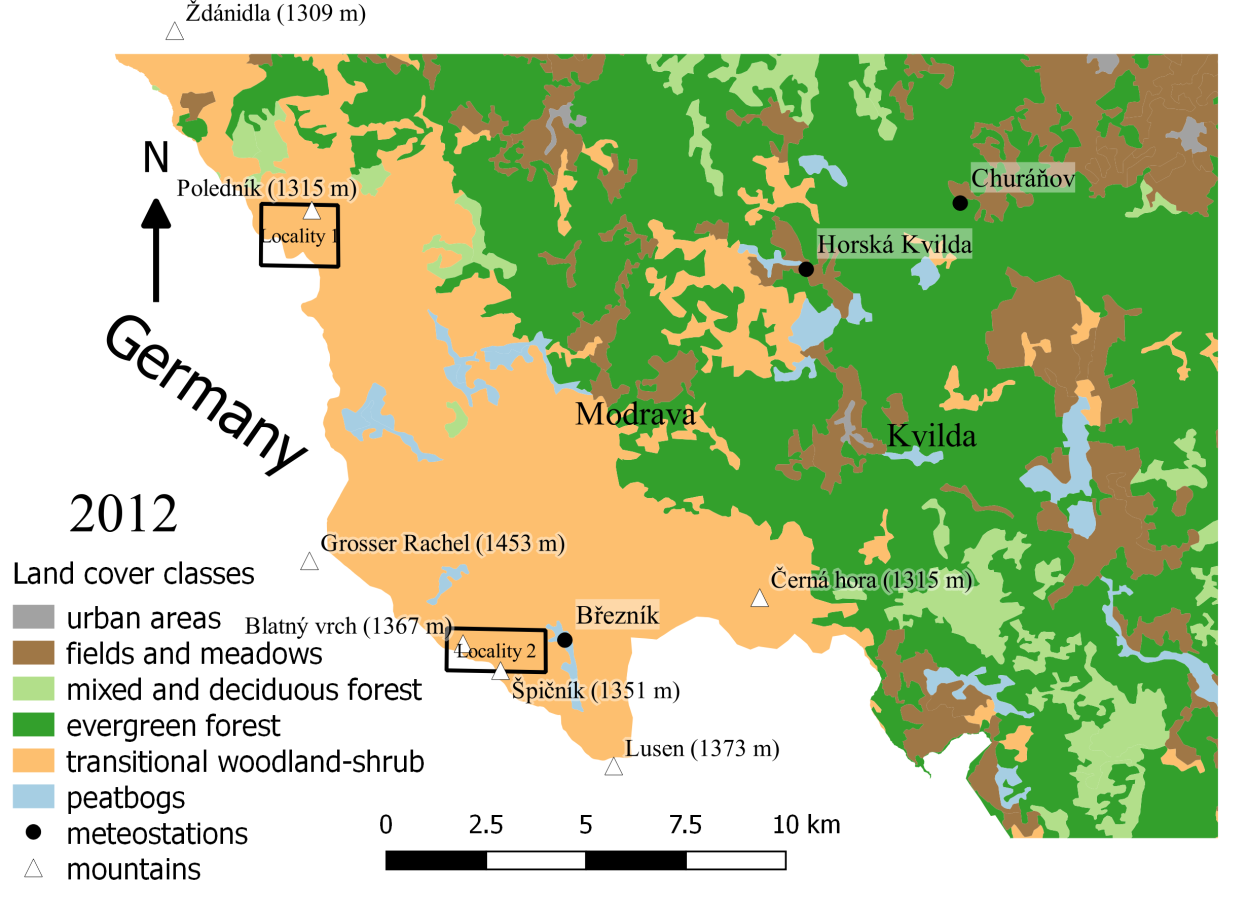 Ždánidla (1309 m)
N
Poledník (1315 m)
Locality 1
Churáňov
Horská Kvilda
Germany
Modrava
Kvilda
2012
Grosser Rachel (1453 m)
Černá hora (1315 m)
Land cover classes
urban areas
fields and meadows
mixed and deciduous forest
evergreen forest
transitional woodland-shrub
peatbogs
meteostations
mountains
Březník
Blatný vrch (1367 m)
Locality 2
Špičník (1351 m)
Lusen (1373 m)
0 2.5 5 7.5 10 km